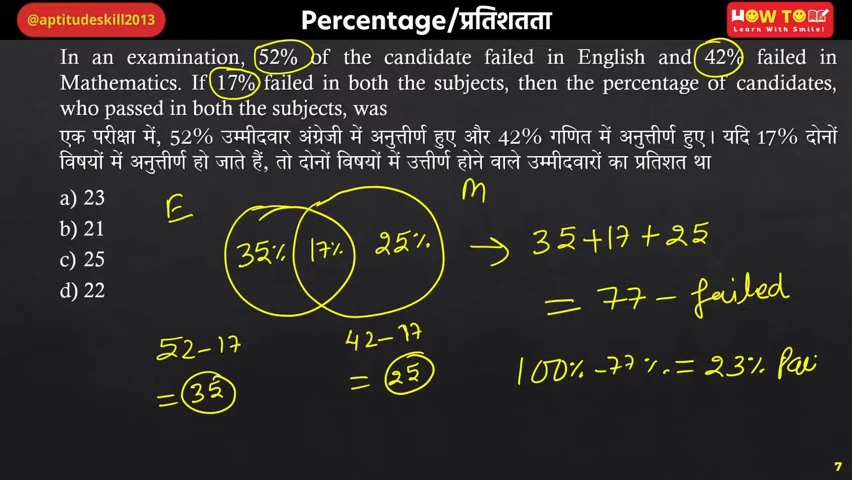 @aptitudeskill2013
Percentage/प्रतिशतता
HOW TO
Learn With Smile!
In an examination, 52% of the candidate failed in English and 42% failed in
Mathematics. If 17% failed in both the subjects, then the percentage of candidates,
who passed in both the subjects, was
एक परीक्षा में, 52% उम्मीदवार अंग्रेजी में अनुत्तीर्ण हुए और 42% गणित में अनुत्तीर्ण हुए। यदि 17% दोनों
विषयों में अनुत्तीर्ण हो जाते हैं, तो दोनों विषयों में उत्तीर्ण होने वाले उम्मीदवारों का प्रतिशत था
a) 23
b) 21
c) 25
d) 22
E
M
35% 17% 25%
→ 35+17+25
= 77 - failed
52-17
= 35
42-17
= 25
100% -77% = 23% Pas
7